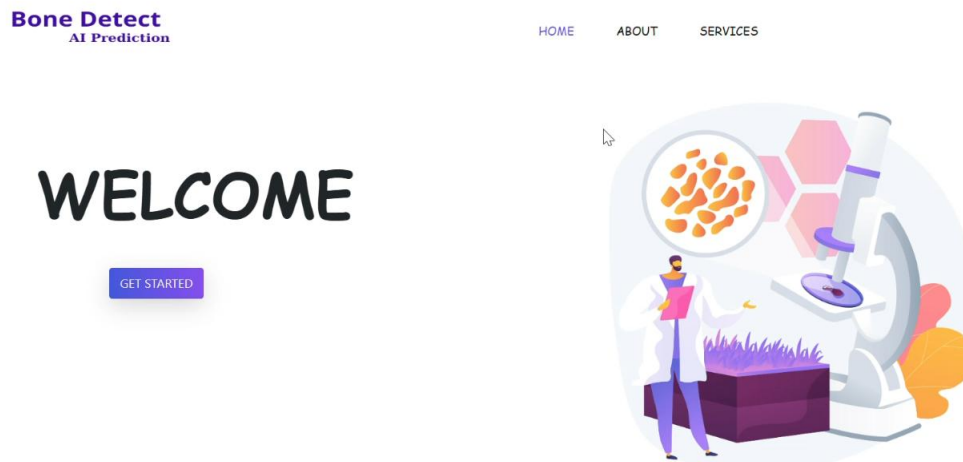 Bone Detect
AI Prediction
HOME ABOUT SERVICES
WELCOME
GET STARTED